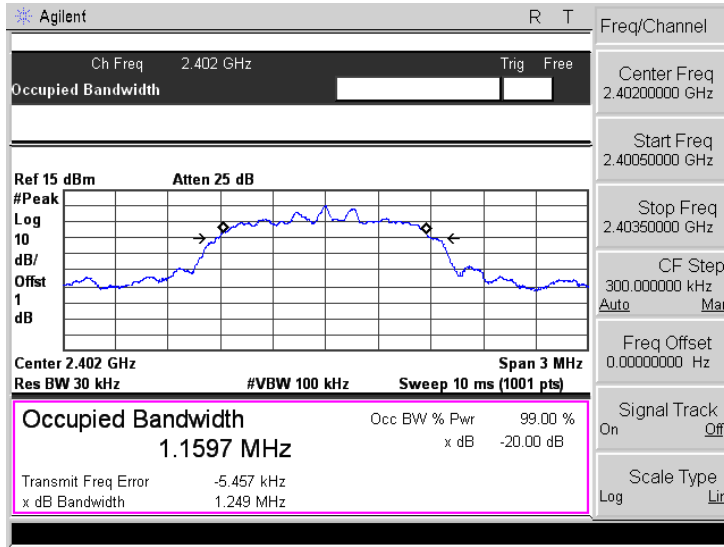 Agilent
R T
Ch Freq 2.402 GHz Trig Free
Occupied Bandwidth
Ref 15 dBm Atten 25 dB
#Peak
Log
10
dB/
Offst
1
dB
Center 2.402 GHz Span 3 MHz
Res BW 30 kHz #VBW 100 kHz Sweep 10 ms (1001 pts)
Occupied Bandwidth
1.1597 MHz
Occ BW % Pwr 99.00 %
x dB -20.00 dB
Transmit Freq Error -5.457 kHz
x dB Bandwidth 1.249 MHz
Freq/Channel
Center Freq
2.40200000 GHz
Start Freq
2.40050000 GHz
Stop Freq
2.40350000 GHz
CF Step
300.000000 kHz
Auto Mar
Freq Offset
0.00000000 Hz
Signal Track
On Off
Scale Type
Log Lir